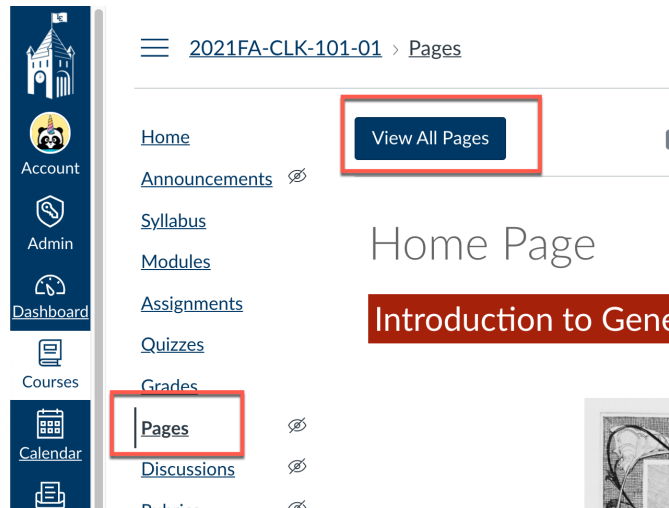 2021FA-CLK-101-01 > Pages
View All Pages
Home
Announcements
Syllabus
Modules
Assignments
Quizzes
Grades
Pages
Discussions
Account
Admin
Dashboard
Courses
Calendar
Home Page
Introduction to Gene